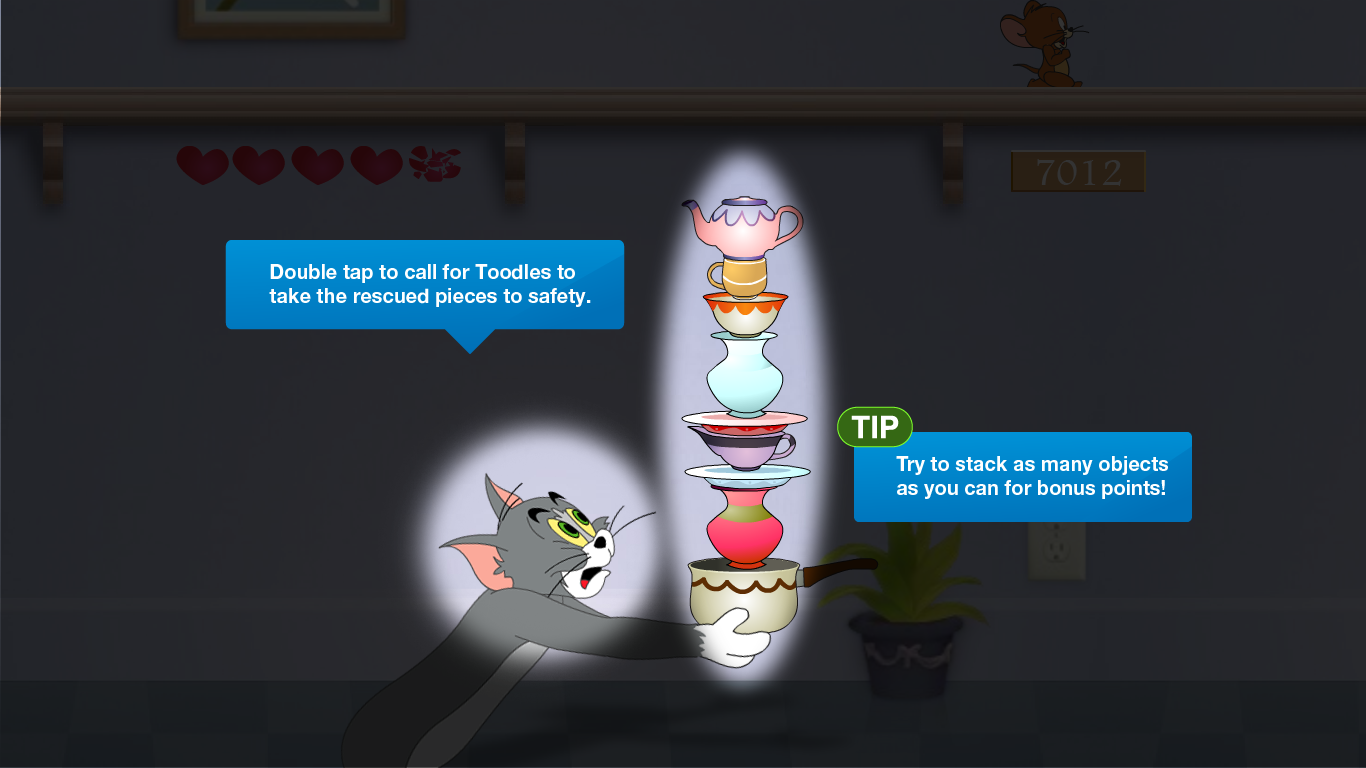 7012
Double tap to call for Toodles to
take the rescued pieces to safety.
TIP
Try to stack as many objects
as you can for bonus points!